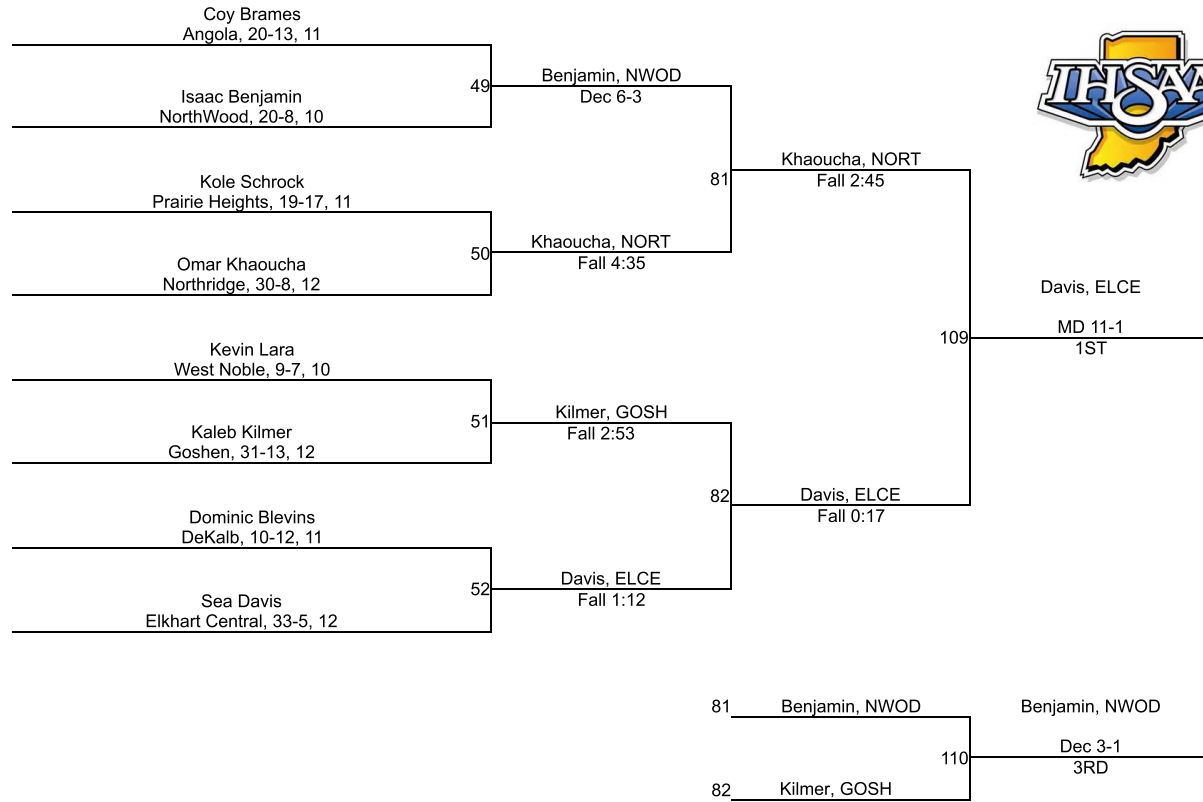 Coy Brames
Angola, 20-13, 11
49
Benjamin, NWOD
Dec 6-3
Isaac Benjamin
NorthWood, 20-8, 10
IHSAA
81
Khaoucha, NORT
Fall 2:45
Kole Schrock
Prairie Heights, 19-17, 11
50
Khaoucha, NORT
Fall 4:35
Omar Khaoucha
Northridge, 30-8, 12
109
Davis, ELCE
MD 11-1
1ST
Kevin Lara
West Noble, 9-7, 10
51
Kilmer, GOSH
Fall 2:53
Kaleb Kilmer
Goshen, 31-13, 12
82
Davis, ELCE
Fall 0:17
Dominic Blevins
DeKalb, 10-12, 11
52
Davis, ELCE
Fall 1:12
Sea Davis
Elkhart Central, 33-5, 12
81
Benjamin, NWOD
110
Benjamin, NWOD
Dec 3-1
3RD
82
Kilmer, GOSH